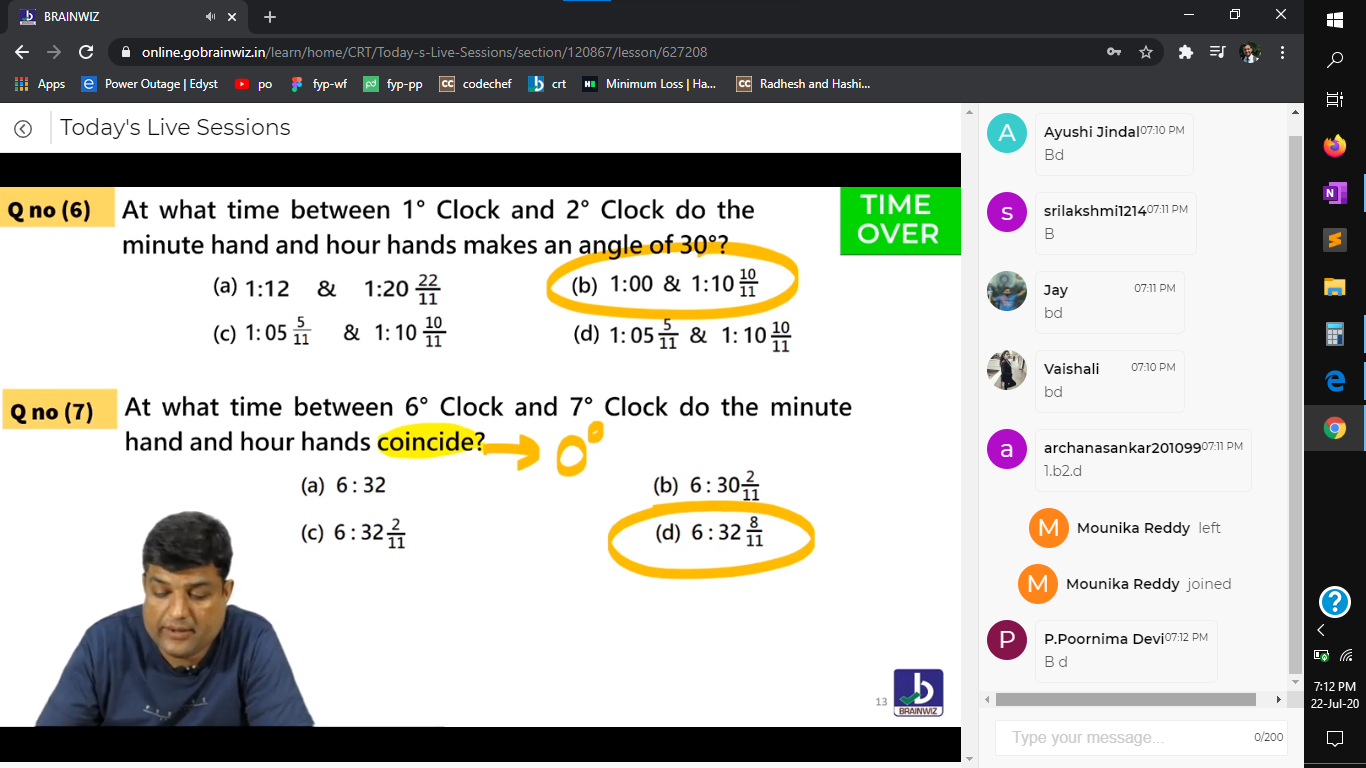 BRAINWIZ
online.gobrainwiz.in/learn/home/CRT/Today-s-Live-Sessions/section/120867/lesson/627208
Apps Power Outage | Edyst po fyp-wf fyp-pp codechef crt Minimum Loss | Ha... Radhesh and Hashi...
Today's Live Sessions
Q no (6) At what time between 1° Clock and 2° Clock do the
minute hand and hour hands makes an angle of 30°?
TIME
OVER
(a) 1:12 & 1:20 22/11 (b) 1:00 & 1:10 10/11
(c) 1:05 5/11 & 1:10 10/11 (d) 1:05 5/11 & 1:10 10/11
Q no (7) At what time between 6° Clock and 7° Clock do the minute
hand and hour hands coincide? 0°
(a) 6 : 32 (b) 6 : 30 2/11
(c) 6 : 32 2/11 (d) 6 : 32 8/11
13
BRAINWIZ
A Ayushi Jindal 07:10 PM
Bd
s srilakshmi1214 07:11 PM
B
Jay 07:11 PM
bd
Vaishali 07:10 PM
bd
a archanasankar201099 07:11 PM
1.b2.d
M Mounika Reddy left
M Mounika Reddy joined
P P.Poornima Devi 07:12 PM
B d
Type your message... 0/200
7:12 PM
22-Jul-20